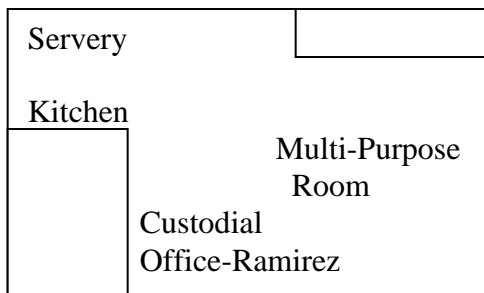 Servery
Kitchen
Multi-Purpose
Room
Custodial
Office-Ramirez